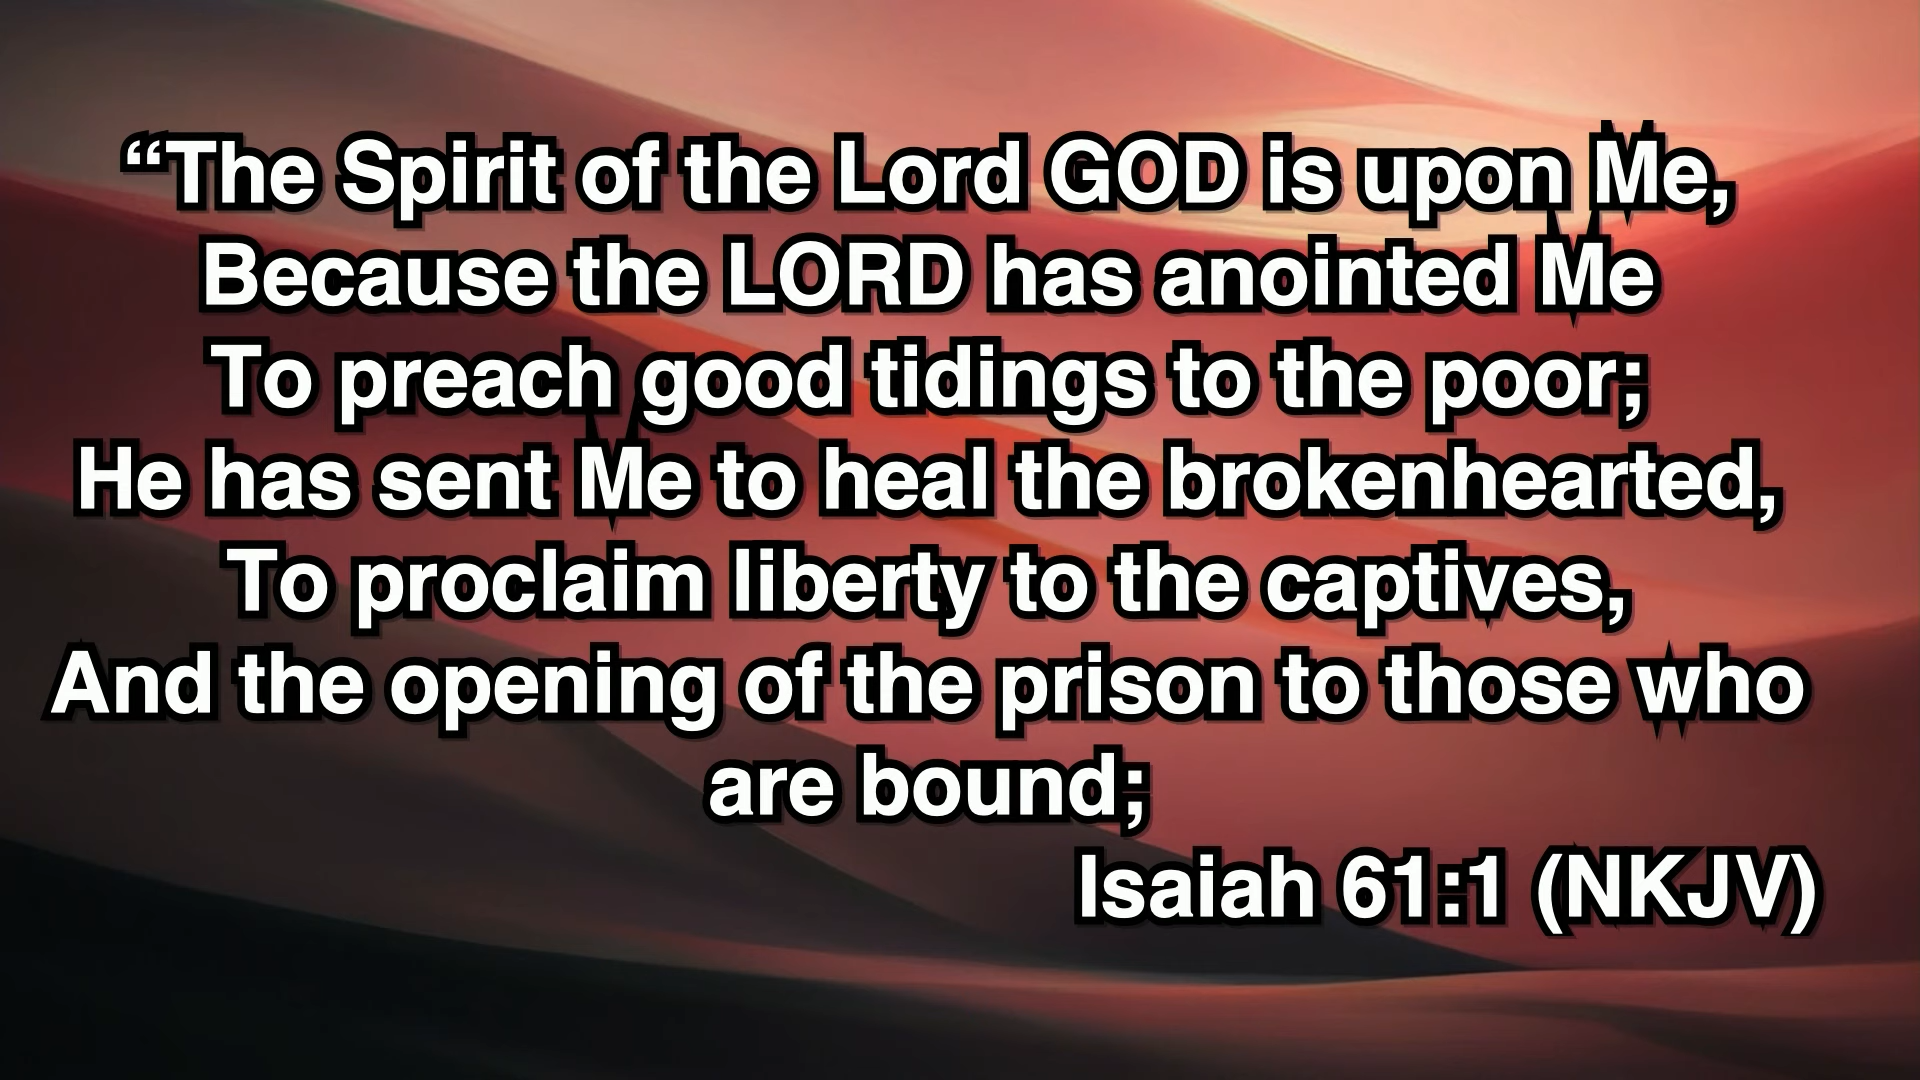 “The Spirit of the Lord GOD is upon Me,
Because the LORD has anointed Me
To preach good tidings to the poor;
He has sent Me to heal the brokenhearted,
To proclaim liberty to the captives,
And the opening of the prison to those who
are bound;
Isaiah 61:1 (NKJV)